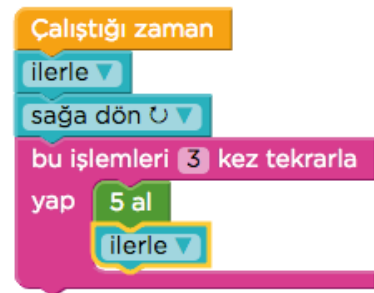 Çalıştığı zaman
ilerle
sağa dön ↻
bu işlemleri 3 kez tekrarla
yap 5 al
ilerle